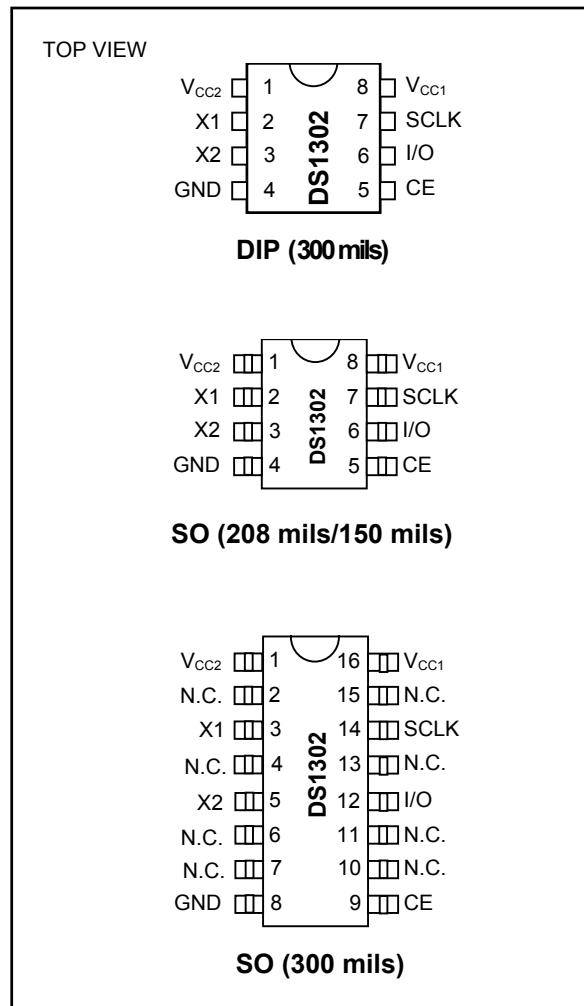 TOP VIEW
VCC2 1 8 VCC1
X1 2 7 SCLK
X2 3 6 I/O
GND 4 5 CE
DS1302
DIP (300 mils)
VCC2 1 8 VCC1
X1 2 7 SCLK
X2 3 6 I/O
GND 4 5 CE
DS1302
SO (208 mils/150 mils)
VCC2 1 16 VCC1
N.C. 2 15 N.C.
X1 3 14 SCLK
N.C. 4 13 N.C.
X2 5 12 I/O
N.C. 6 11 N.C.
N.C. 7 10 N.C.
GND 8 9 CE
DS1302
SO (300 mils)